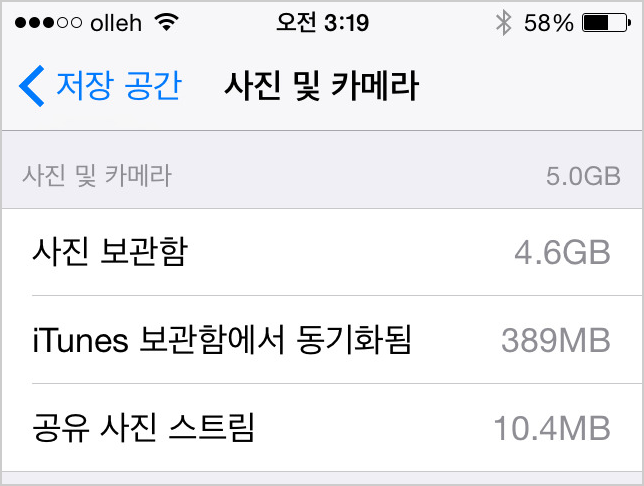 olleh 오전 3:19 58%
저장 공간 사진 및 카메라
사진 및 카메라 5.0GB
사진 보관함 4.6GB
iTunes 보관함에서 동기화됨 389MB
공유 사진 스트림 10.4MB